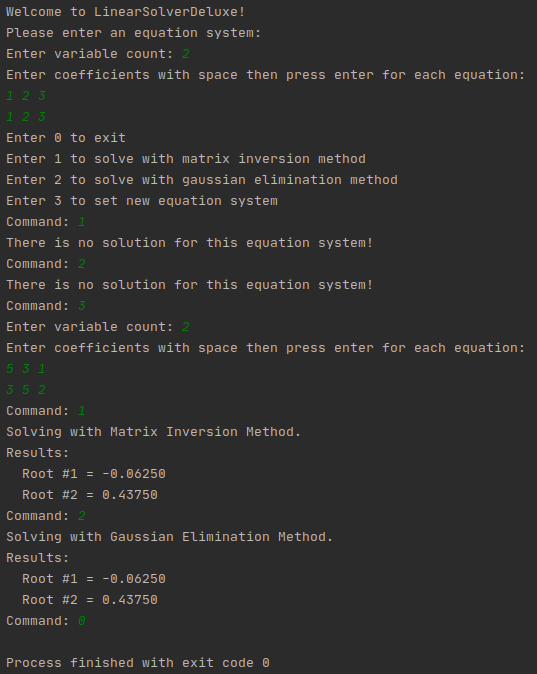 Welcome to LinearSolverDeluxe!
Please enter an equation system:
Enter variable count: 2
Enter coefficients with space then press enter for each equation:
1 2 3
1 2 3
Enter 0 to exit
Enter 1 to solve with matrix inversion method
Enter 2 to solve with gaussian elimination method
Enter 3 to set new equation system
Command: 1
There is no solution for this equation system!
Command: 2
There is no solution for this equation system!
Command: 3
Enter variable count: 2
Enter coefficients with space then press enter for each equation:
5 3 1
3 5 2
Command: 1
Solving with Matrix Inversion Method.
Results:
  Root #1 = -0.06250
  Root #2 = 0.43750
Command: 2
Solving with Gaussian Elimination Method.
Results:
  Root #1 = -0.06250
  Root #2 = 0.43750
Command: 0
Process finished with exit code 0